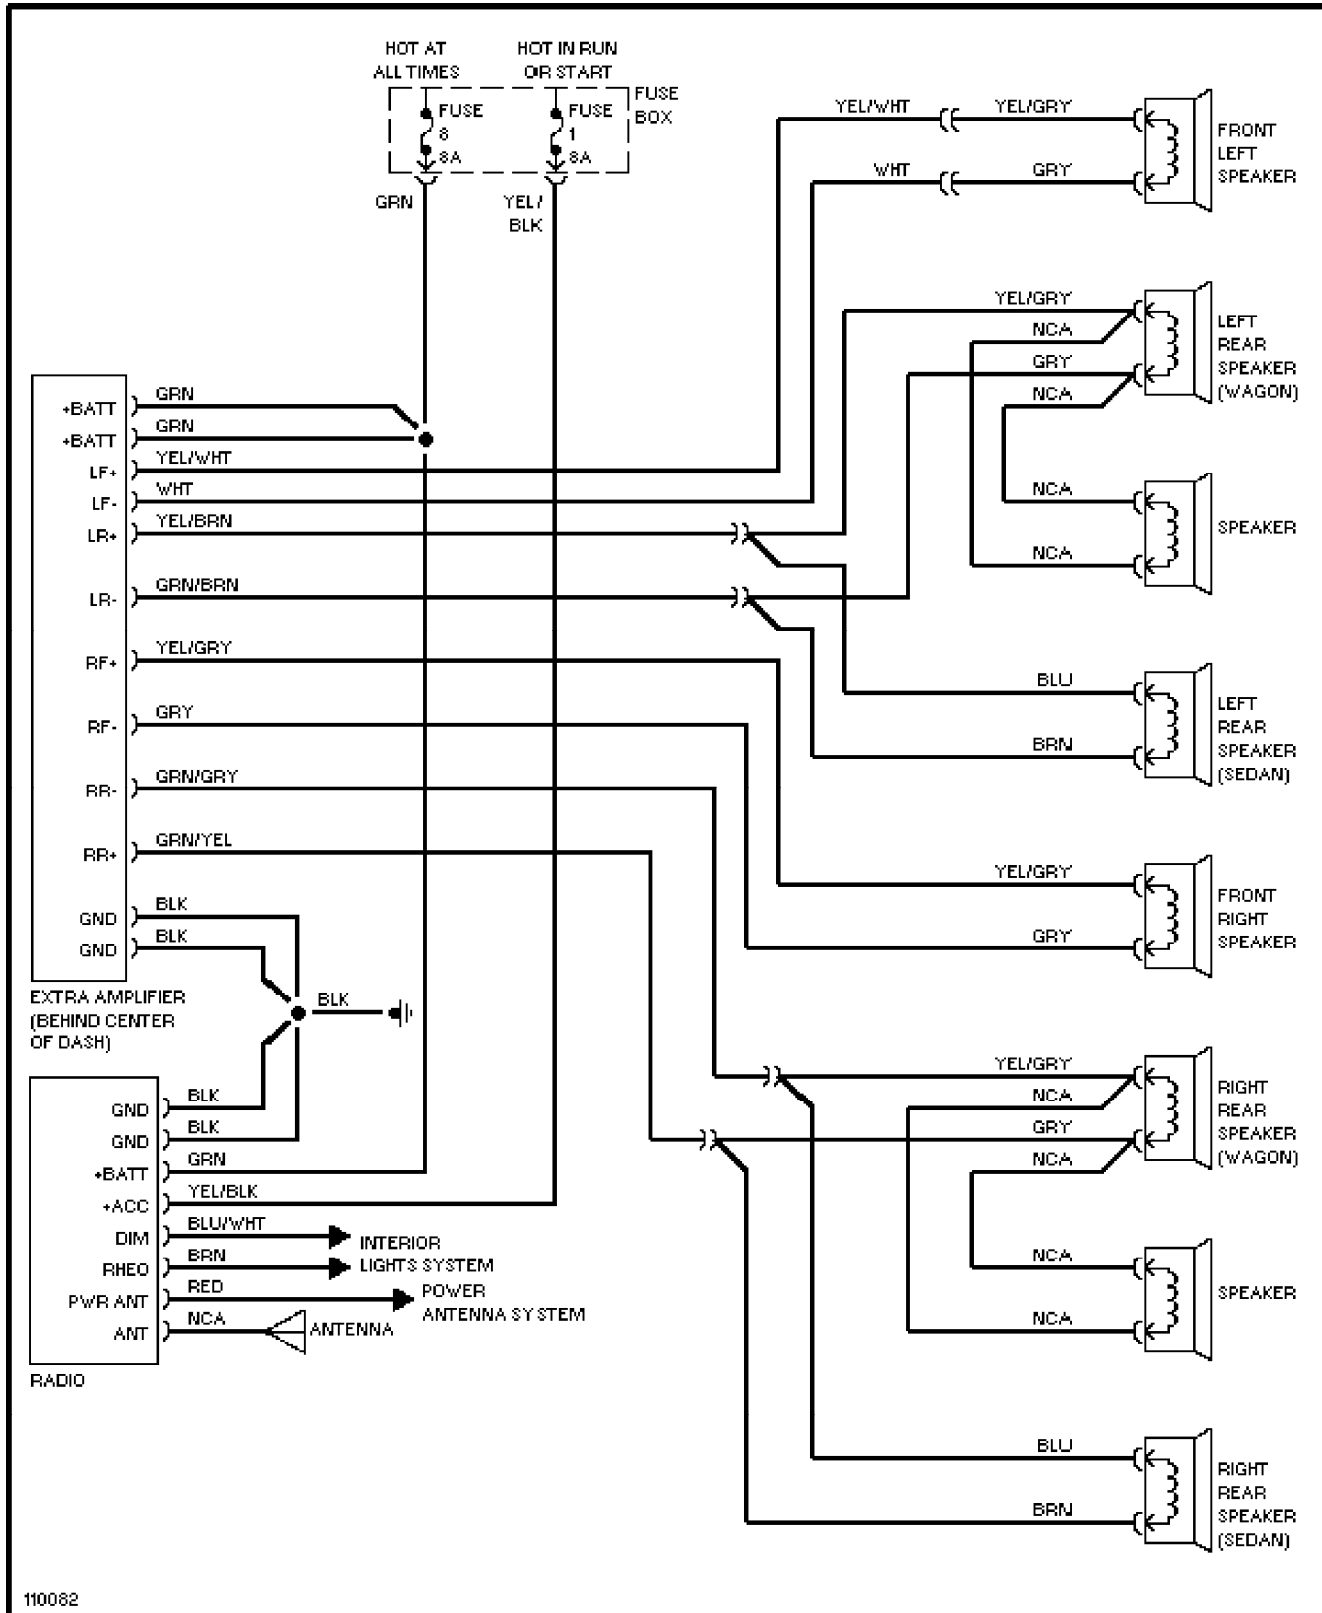 HOT AT
ALL TIMES
HOT IN RUN
OR START
FUSE
8
8A
FUSE
1
8A
FUSE
BOX
GRN
YEL/
BLK
YEL/WHT
YEL/GRY
WHT
GRY
FRONT
LEFT
SPEAKER
YEL/GRY
NCA
GRY
NCA
LEFT
REAR
SPEAKER
(WAGON)
NCA
NCA
SPEAKER
BLU
BRN
LEFT
REAR
SPEAKER
(SEDAN)
YEL/GRY
GRY
FRONT
RIGHT
SPEAKER
YEL/GRY
NCA
GRY
NCA
RIGHT
REAR
SPEAKER
(WAGON)
NCA
NCA
SPEAKER
BLU
BRN
RIGHT
REAR
SPEAKER
(SEDAN)
+BATT GRN
+BATT GRN
LF+ YEL/WHT
LF- WHT
LR+ YEL/BRN
LR- GRN/BRN
RF+ YEL/GRY
RF- GRY
RR- GRN/GRY
RR+ GRN/YEL
GND BLK
GND BLK
EXTRA AMPLIFIER
(BEHIND CENTER
OF DASH)
BLK
GND BLK
GND BLK
+BATT GRN
+ACC YEL/BLK
DIM BLU/WHT
RHEO BRN
PWR ANT RED
ANT NCA
INTERIOR
LIGHTS SYSTEM
POWER
ANTENNA SYSTEM
ANTENNA
RADIO
110082